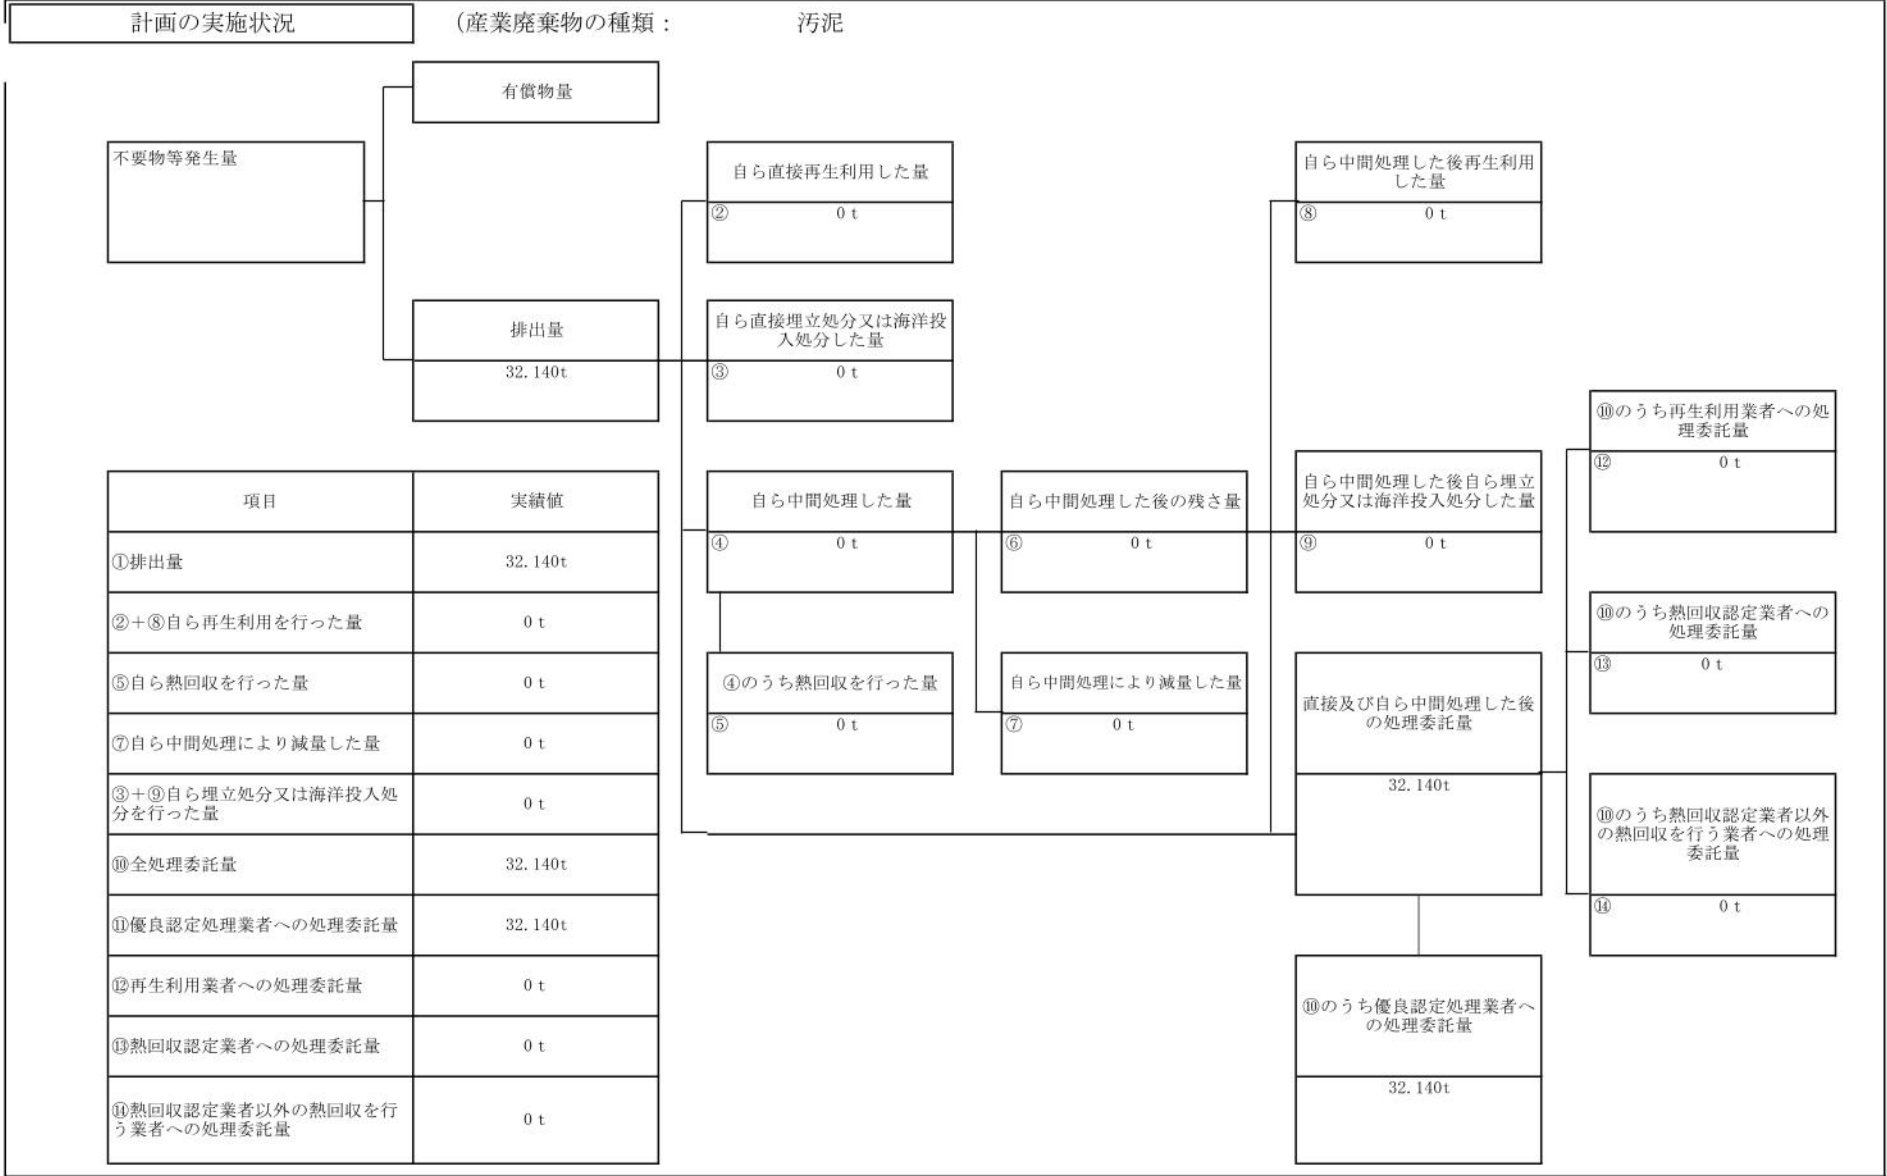 計画の実施状況 （産業廃棄物の種類： 汚泥
有償物量
不要物等発生量
自ら直接再生利用した量
② 0 t
自ら中間処理した後再生利用
した量
⑧ 0 t
排出量
32.140t
自ら直接埋立処分又は海洋投
入処分した量
③ 0 t
⑩のうち再生利用業者への処
理委託量
⑫ 0 t
自ら中間処理した量
④ 0 t
自ら中間処理した後の残さ量
⑥ 0 t
自ら中間処理した後自ら埋立
処分又は海洋投入処分した量
⑨ 0 t
⑩のうち熱回収認定業者への
処理委託量
⑬ 0 t
④のうち熱回収を行った量
⑤ 0 t
自ら中間処理により減量した量
⑦ 0 t
直接及び自ら中間処理した後
の処理委託量
32.140t
⑩のうち熱回収認定業者以外
の熱回収を行う業者への処理
委託量
⑭ 0 t
⑩のうち優良認定処理業者へ
の処理委託量
32.140t
項目 実績値
①排出量 32.140t
②＋⑧自ら再生利用を行った量 0 t
⑤自ら熱回収を行った量 0 t
⑦自ら中間処理により減量した量 0 t
③＋⑨自ら埋立処分又は海洋投入処
分を行った量 0 t
⑩全処理委託量 32.140t
⑪優良認定処理業者への処理委託量 32.140t
⑫再生利用業者への処理委託量 0 t
⑬熱回収認定業者への処理委託量 0 t
⑭熱回収認定業者以外の熱回収を行
う業者への処理委託量 0 t